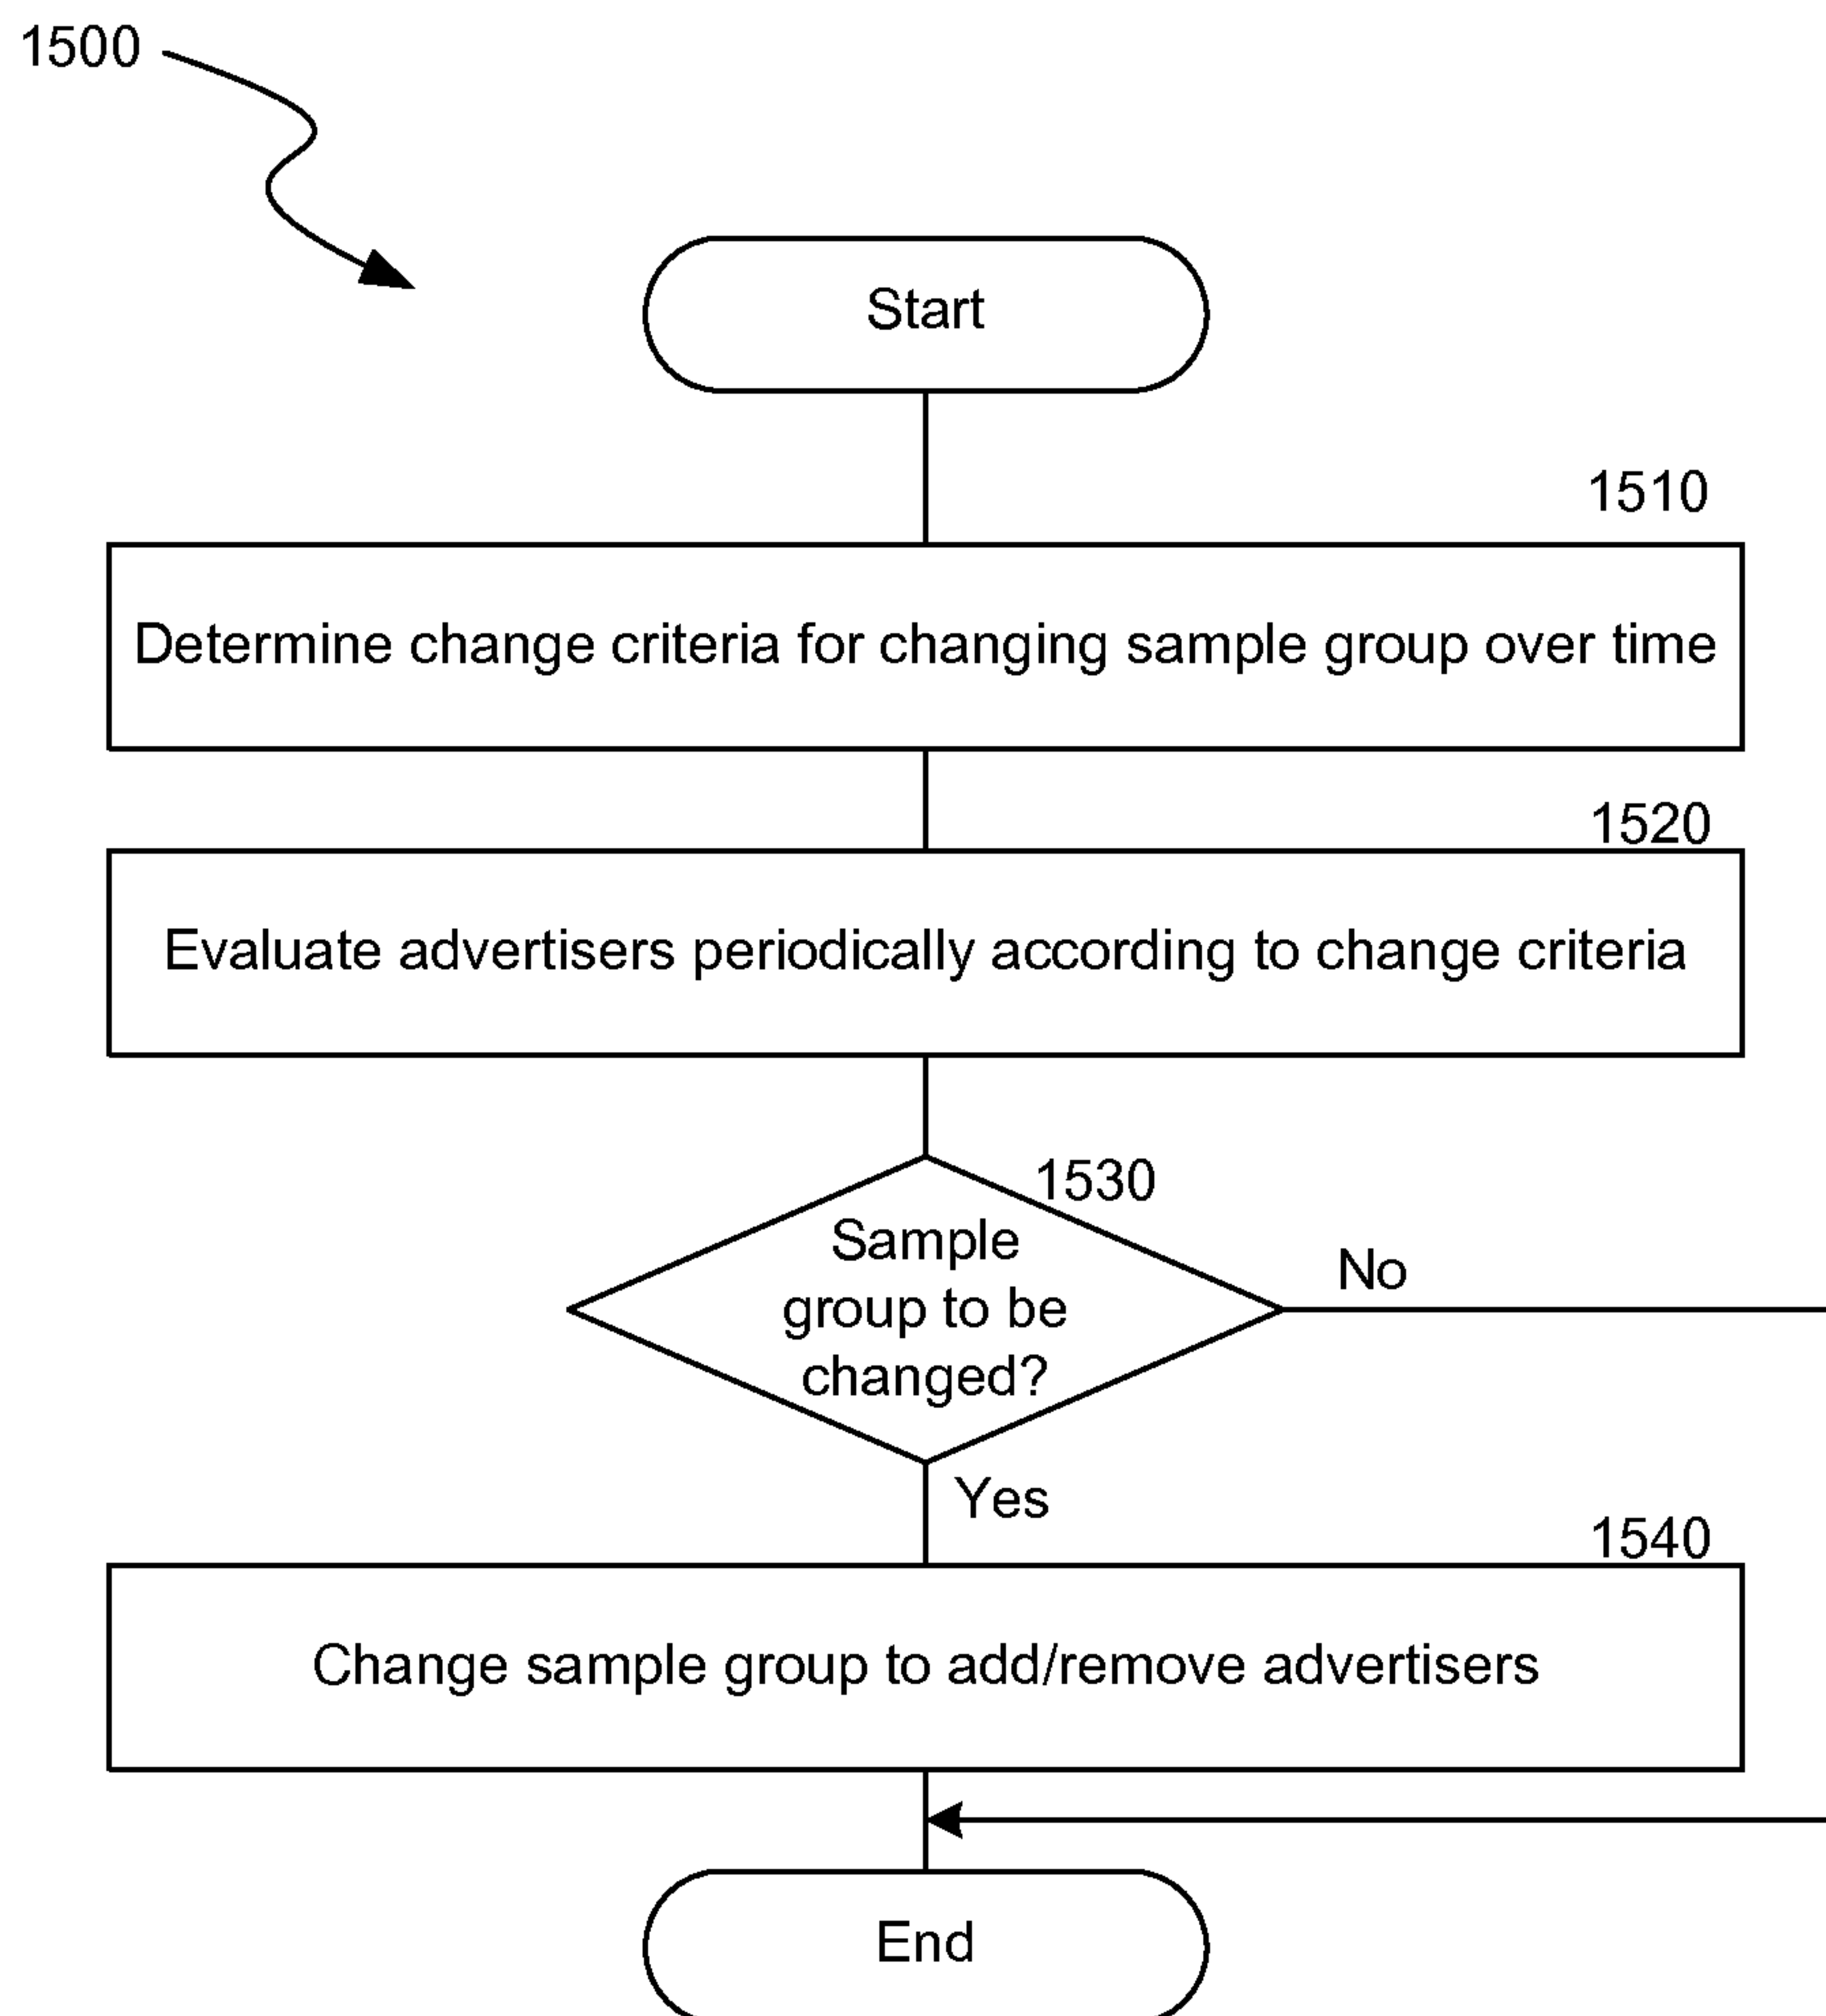 1500
Start
1510
Determine change criteria for changing sample group over time
1520
Evaluate advertisers periodically according to change criteria
1530
Sample
group to be
changed?
No
Yes
1540
Change sample group to add/remove advertisers
End